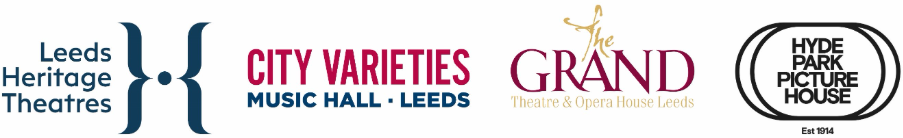 Leeds
Heritage
Theatres
CITY VARIETIES
MUSIC HALL · LEEDS
The
GRAND
Theatre & Opera House Leeds
HYDE
PARK
PICTURE
HOUSE
Est 1914